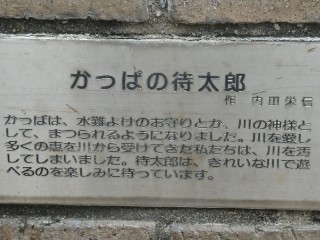 かっぱの待太郎
作 内田栄信
かっぱは、水難よけのお守りとか、川の神様と
して、まつられるようになりました。川を愛し
多くの恵を川から受けてきた私たちは、川を汚
してしまいました。待太郎は、きれいな川で遊
べるのを楽しみに待っています。